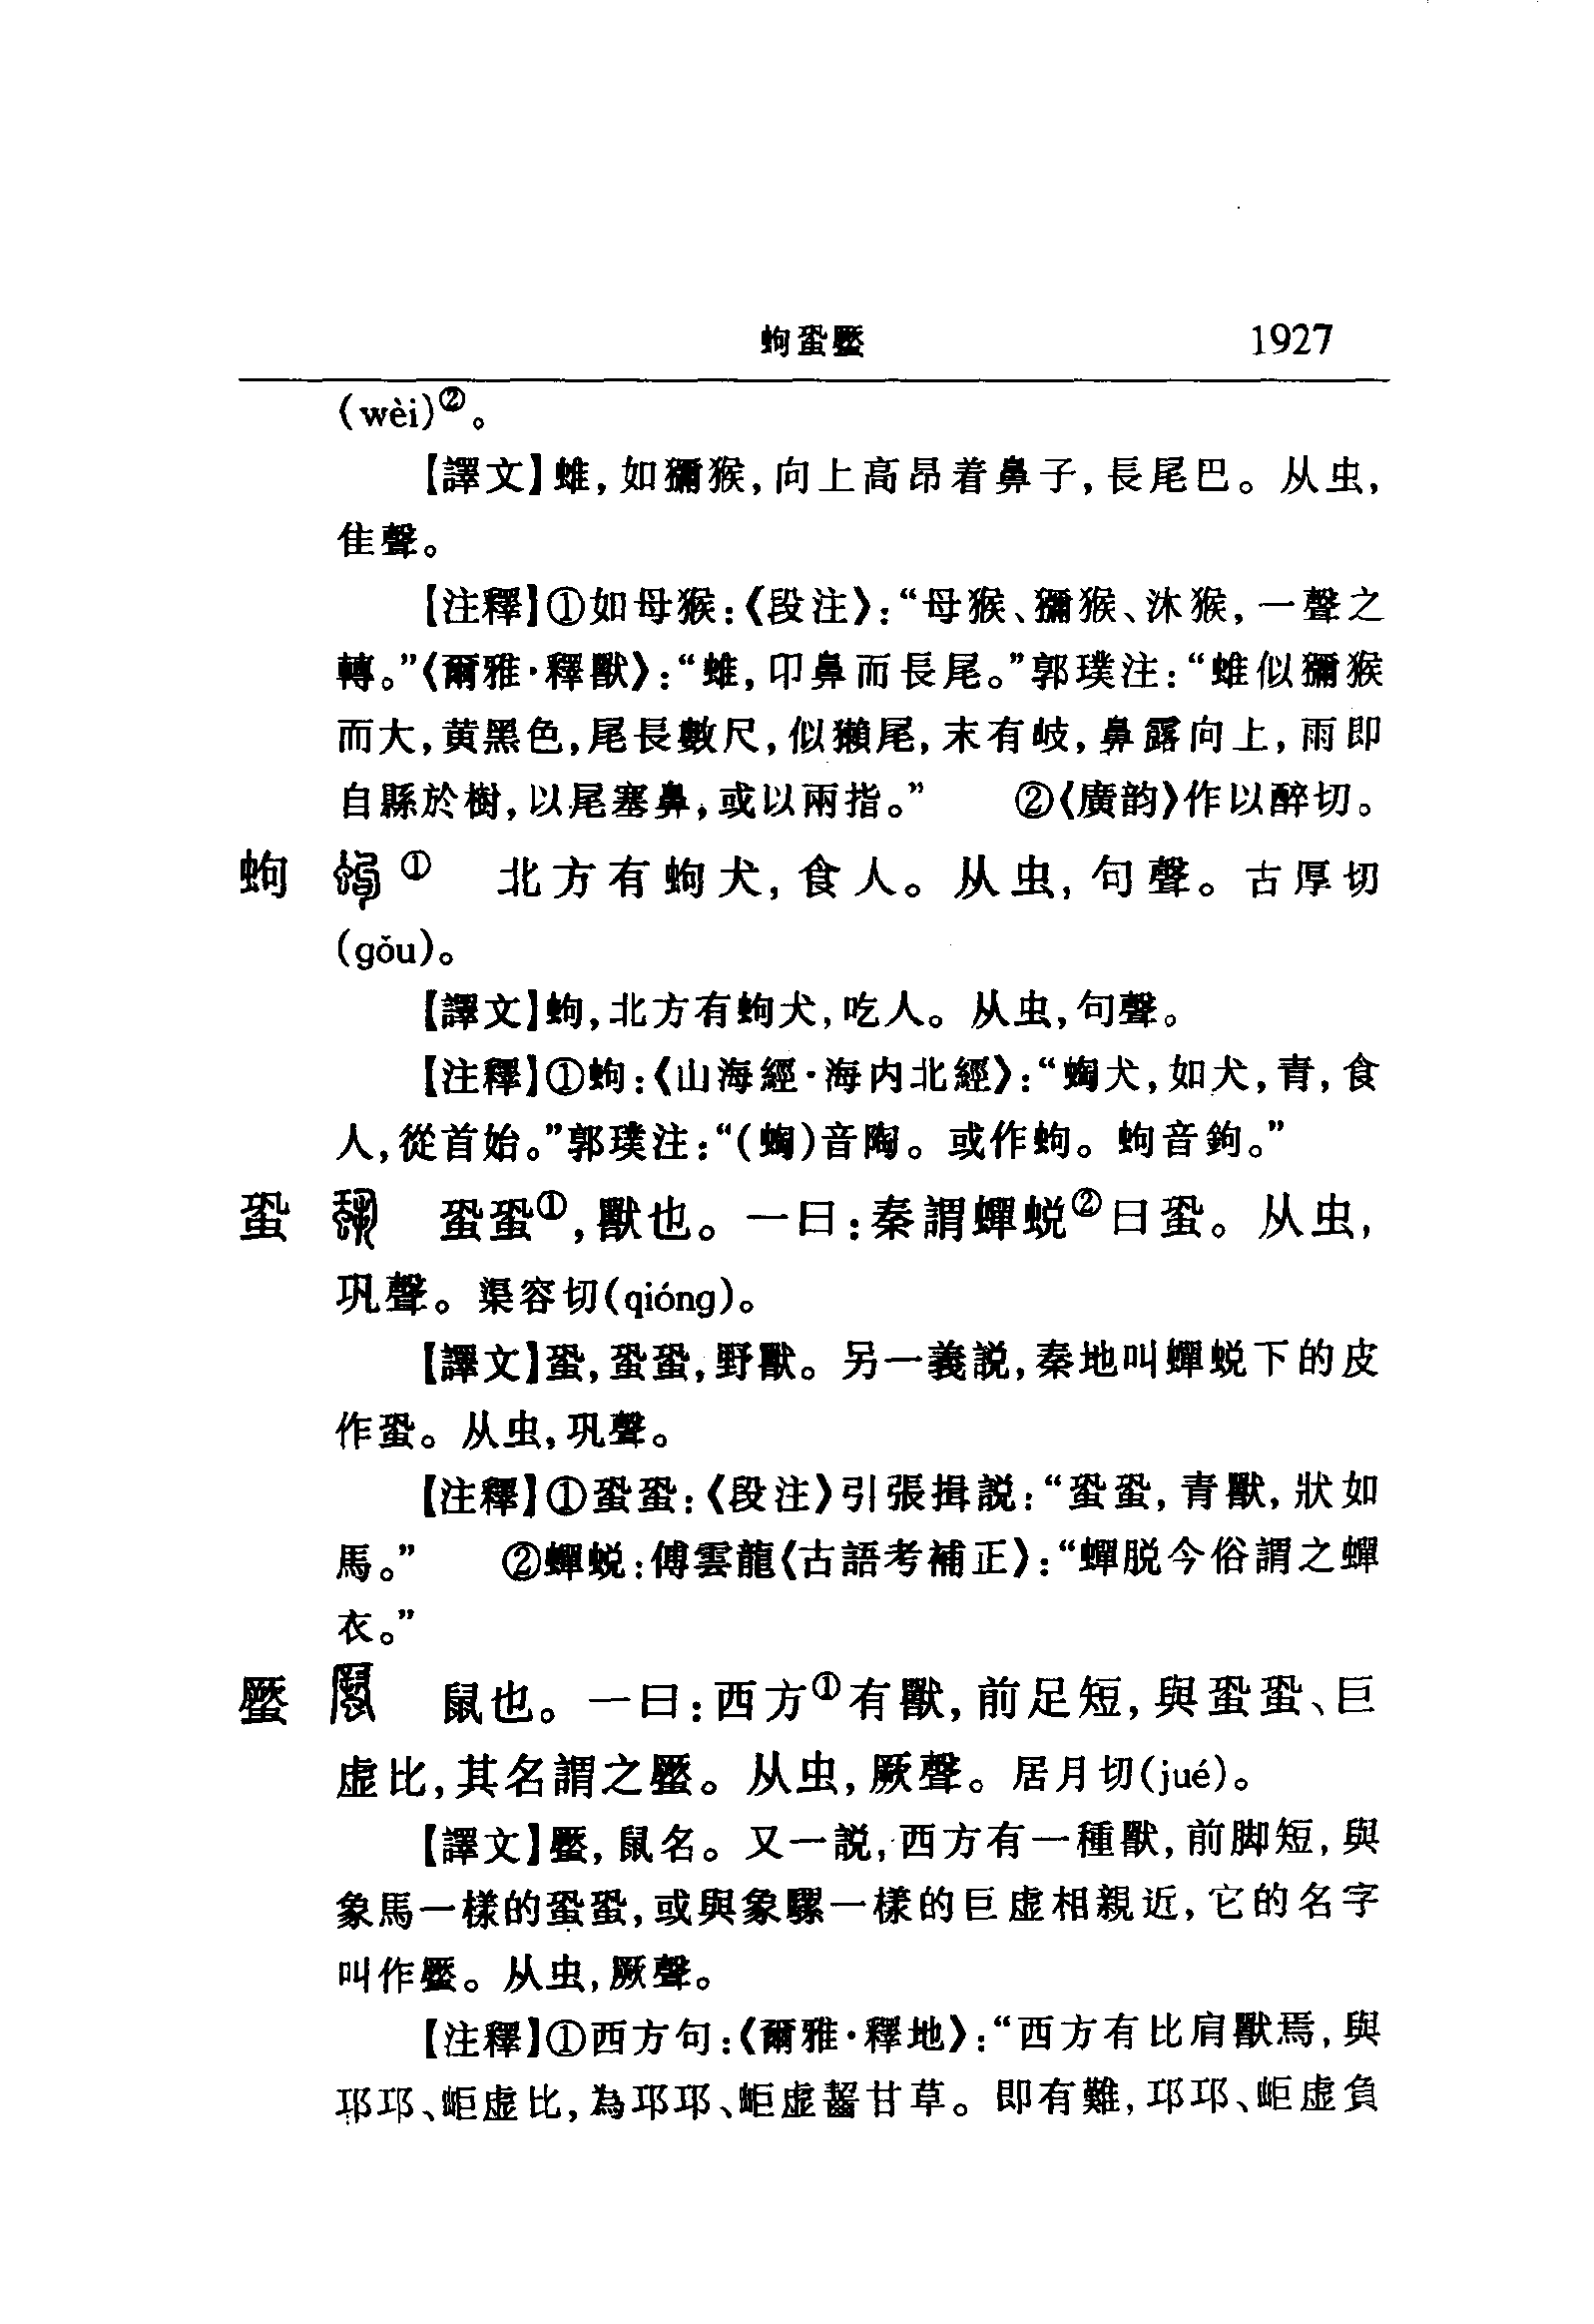 蚼蛩蟨 1927
(wèi)②。
【譯文】蜼,如獼猴,向上高昂着鼻子,長尾巴。从虫,
隹聲。
【注釋】①如母猴:《段注》:“母猴、獼猴、沐猴,一聲之
轉。”《爾雅·釋獸》:“蜼,卬鼻而長尾。”郭璞注:“蜼似獼猴
而大,黄黑色,尾長數尺,似獺尾,末有岐,鼻露向上,雨即
自縣於樹,以尾塞鼻,或以兩指。” ②《廣韵》作以醉切。
蚼 ① 北方有蚼犬,食人。从虫,句聲。古厚切
(gǒu)。
【譯文】蚼,北方有蚼犬,吃人。从虫,句聲。
【注釋】①蚼:《山海經·海内北經》:“蜪犬,如犬,青,食
人,從首始。”郭璞注:“(蜪)音陶。或作蚼。蚼音鉤。”
蛩 蛩蛩①,獸也。一曰:秦謂蟬蜕②曰蛩。从虫,
巩聲。渠容切(qióng)。
【譯文】蛩,蛩蛩,野獸。另一義説,秦地叫蟬蜕下的皮
作蛩。从虫,巩聲。
【注釋】①蛩蛩:《段注》引張揖説:“蛩蛩,青獸,狀如
馬。” ②蟬蜕:傅雲龍《古語考補正》:“蟬脱今俗謂之蟬
衣。”
蟨 鼠也。一曰:西方①有獸,前足短,與蛩蛩、巨
虚比,其名謂之蟨。从虫,厥聲。居月切(jué)。
【譯文】蟨,鼠名。又一説,西方有一種獸,前脚短,與
象馬一樣的蛩蛩,或與象騾一樣的巨虚相親近,它的名字
叫作蟨。从虫,厥聲。
【注釋】①西方句:《爾雅·釋地》:“西方有比肩獸焉,與
邛邛、岠虚比,為邛邛、岠虚齧甘草。即有難,邛邛、岠虚負